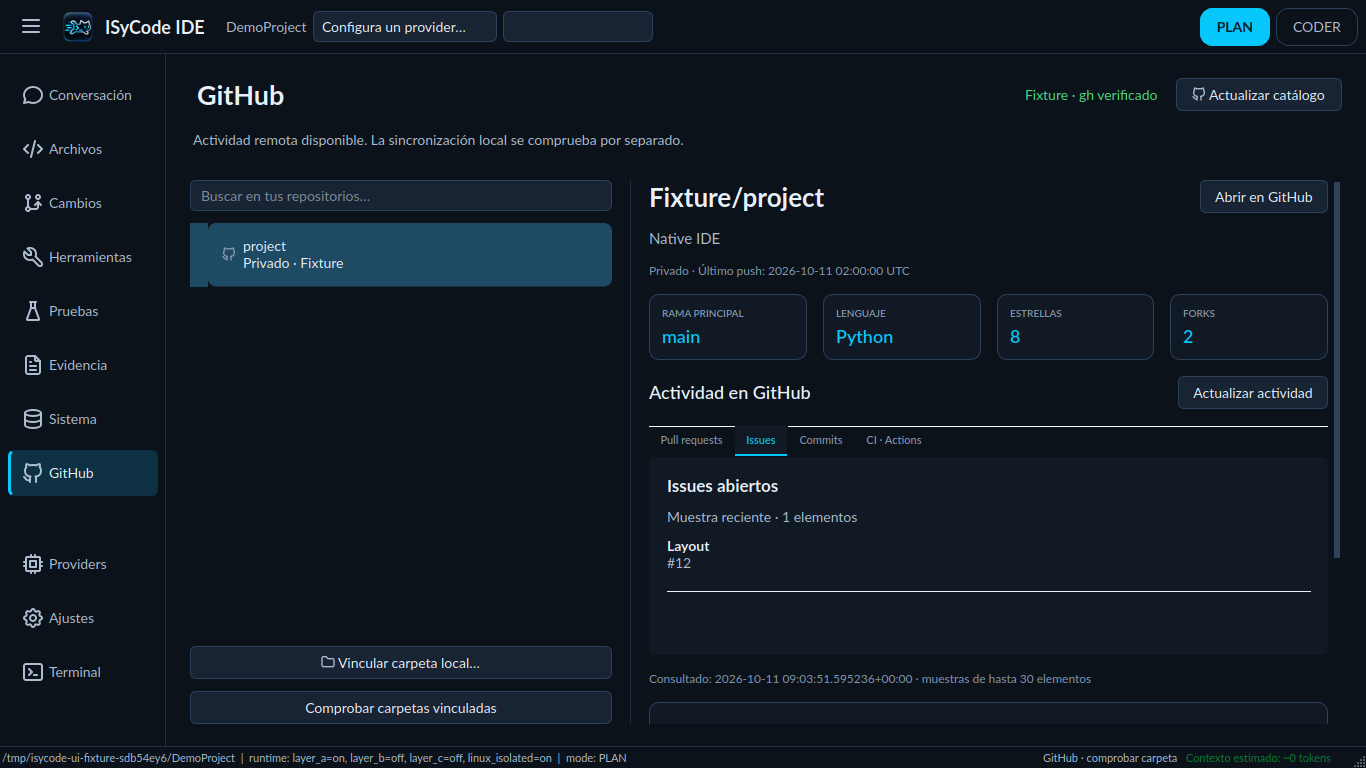 ISyCode IDE
DemoProject
Configura un provider...
PLAN
CODER
Conversación
Archivos
Cambios
Herramientas
Pruebas
Evidencia
Sistema
GitHub
Providers
Ajustes
Terminal
GitHub
Fixture · gh verificado
Actualizar catálogo
Actividad remota disponible. La sincronización local se comprueba por separado.
Buscar en tus repositorios...
project
Privado · Fixture
Vincular carpeta local...
Comprobar carpetas vinculadas
Fixture/project
Abrir en GitHub
Native IDE
Privado · Último push: 2026-10-11 02:00:00 UTC
RAMA PRINCIPAL
main
LENGUAJE
Python
ESTRELLAS
8
FORKS
2
Actividad en GitHub
Actualizar actividad
Pull requests
Issues
Commits
CI · Actions
Issues abiertos
Muestra reciente · 1 elementos
Layout
#12
Consultado: 2026-10-11 09:03:51.595236+00:00 · muestras de hasta 30 elementos
/tmp/isycode-ui-fixture-sdb54ey6/DemoProject | runtime: layer_a=on, layer_b=off, layer_c=off, linux_isolated=on | mode: PLAN
GitHub · comprobar carpeta
Contexto estimado: ~0 tokens